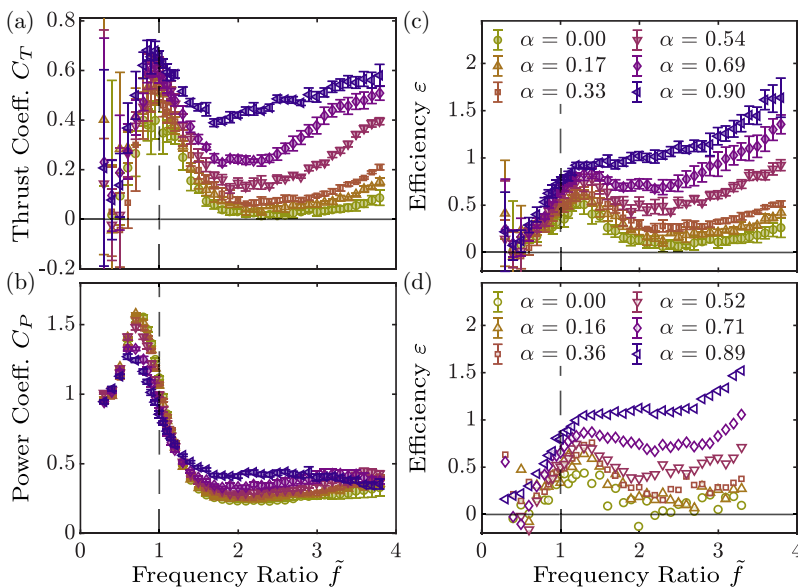 (a)
Thrust Coeff. C_T
0.8
0.6
0.4
0.2
0
-0.2
(b)
Power Coeff. C_P
1.5
1
0.5
0
0 1 2 3 4
Frequency Ratio f̃
(c)
Efficiency ε
2
1.5
1
0.5
0
α = 0.00 α = 0.54
α = 0.17 α = 0.69
α = 0.33 α = 0.90
(d)
Efficiency ε
2
1.5
1
0.5
0
α = 0.00 α = 0.52
α = 0.16 α = 0.71
α = 0.36 α = 0.89
0 1 2 3 4
Frequency Ratio f̃